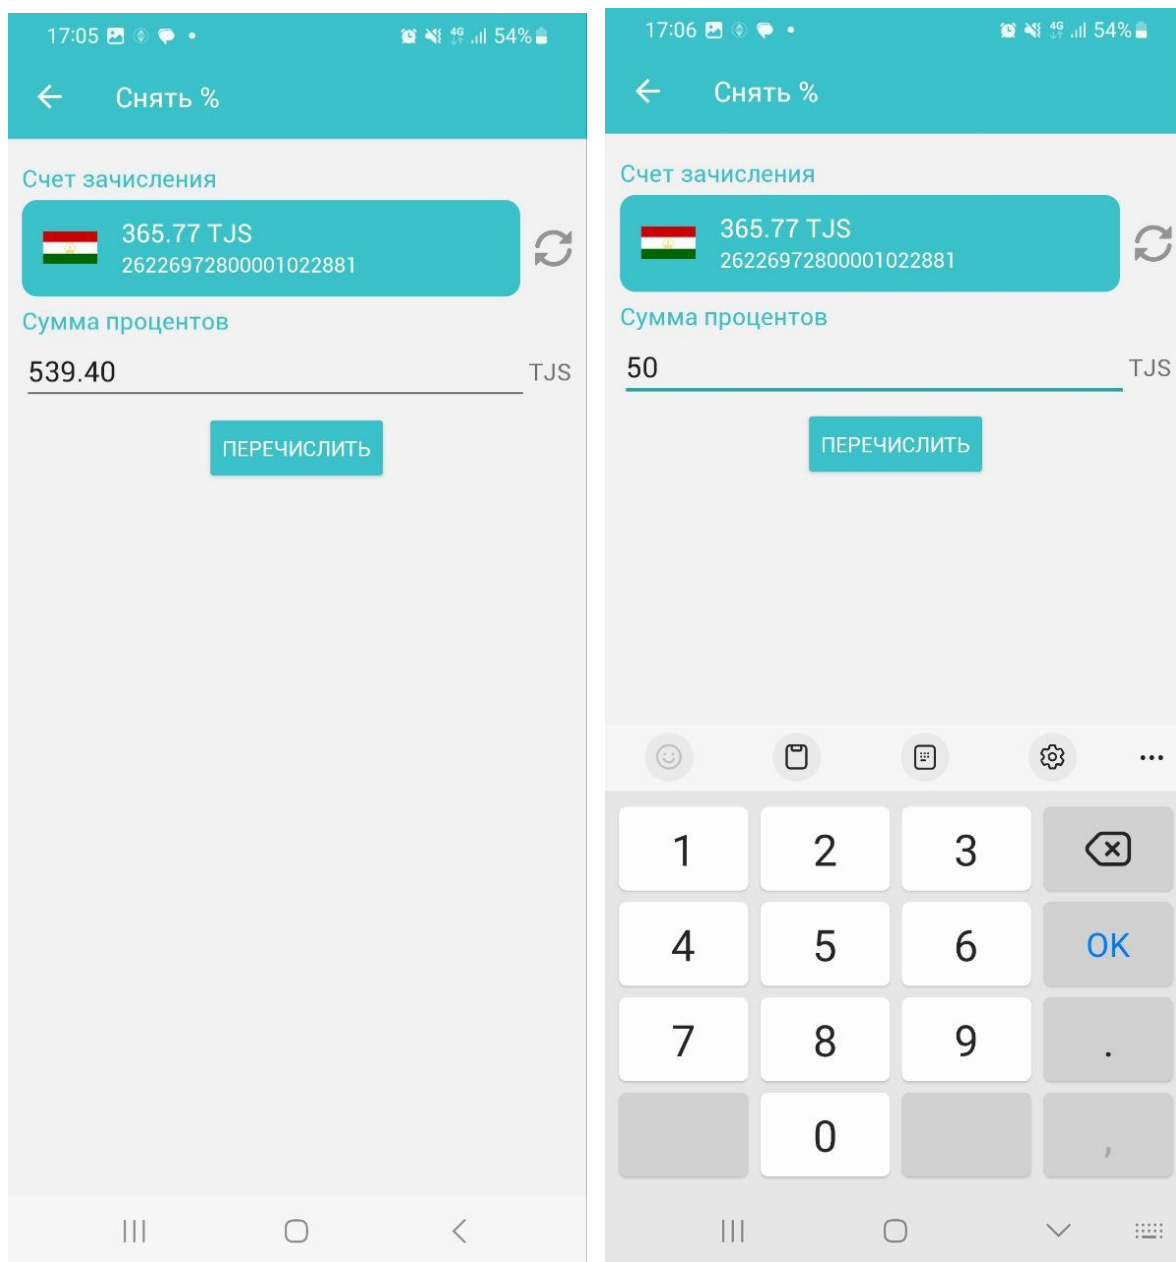 17:05
4G
54%
Снять %
Счет зачисления
365.77 TJS
26226972800001022881
Сумма процентов
539.40
TJS
ПЕРЕЧИСЛИТЬ
17:06
4G
54%
Снять %
Счет зачисления
365.77 TJS
26226972800001022881
Сумма процентов
50
TJS
ПЕРЕЧИСЛИТЬ
1 2 3
4 5 6 OK
7 8 9 .
0 ,